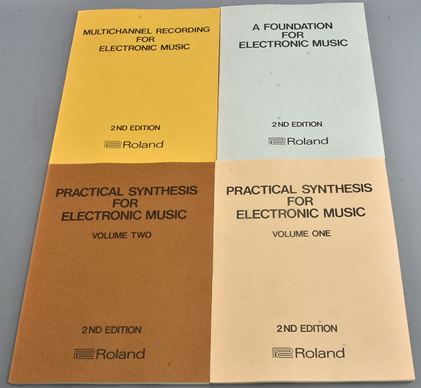 MULTICHANNEL RECORDING
FOR
ELECTRONIC MUSIC
2ND EDITION
Roland
A FOUNDATION
FOR
ELECTRONIC MUSIC
2ND EDITION
Roland
PRACTICAL SYNTHESIS
FOR
ELECTRONIC MUSIC
VOLUME TWO
2ND EDITION
Roland
PRACTICAL SYNTHESIS
FOR
ELECTRONIC MUSIC
VOLUME ONE
2ND EDITION
Roland